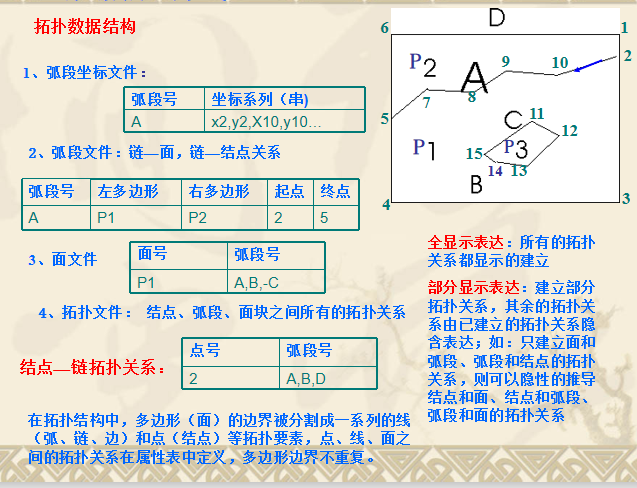 拓扑数据结构
1、弧段坐标文件：
弧段号 坐标系列（串)
A x2,y2,X10,y10…
2、弧段文件：链—面，链—结点关系
弧段号 左多边形 右多边形 起点 终点
A P1 P2 2 5
3、面文件
面号 弧段号
P1 A,B,-C
4、拓扑文件： 结点、弧段、面块之间所有的拓扑关系
结点—链拓扑关系：
点号 弧段号
2 A,B,D
在拓扑结构中，多边形（面）的边界被分割成一系列的线
（弧、链、边）和点（结点）等拓扑要素，点、线、面之
间的拓扑关系在属性表中定义，多边形边界不重复。
D
6 1
P2 A 9 10 2
7 8
5
C 11
P1 15 P3 12
14 13
B
4 3
全显示表达：所有的拓扑
关系都显示的建立
部分显示表达：建立部分
拓扑关系，其余的拓扑关
系由已建立的拓扑关系隐
含表达；如：只建立面和
弧段、弧段和结点的拓扑
关系，则可以隐性的推导
结点和面、结点和弧段、
弧段和面的拓扑关系